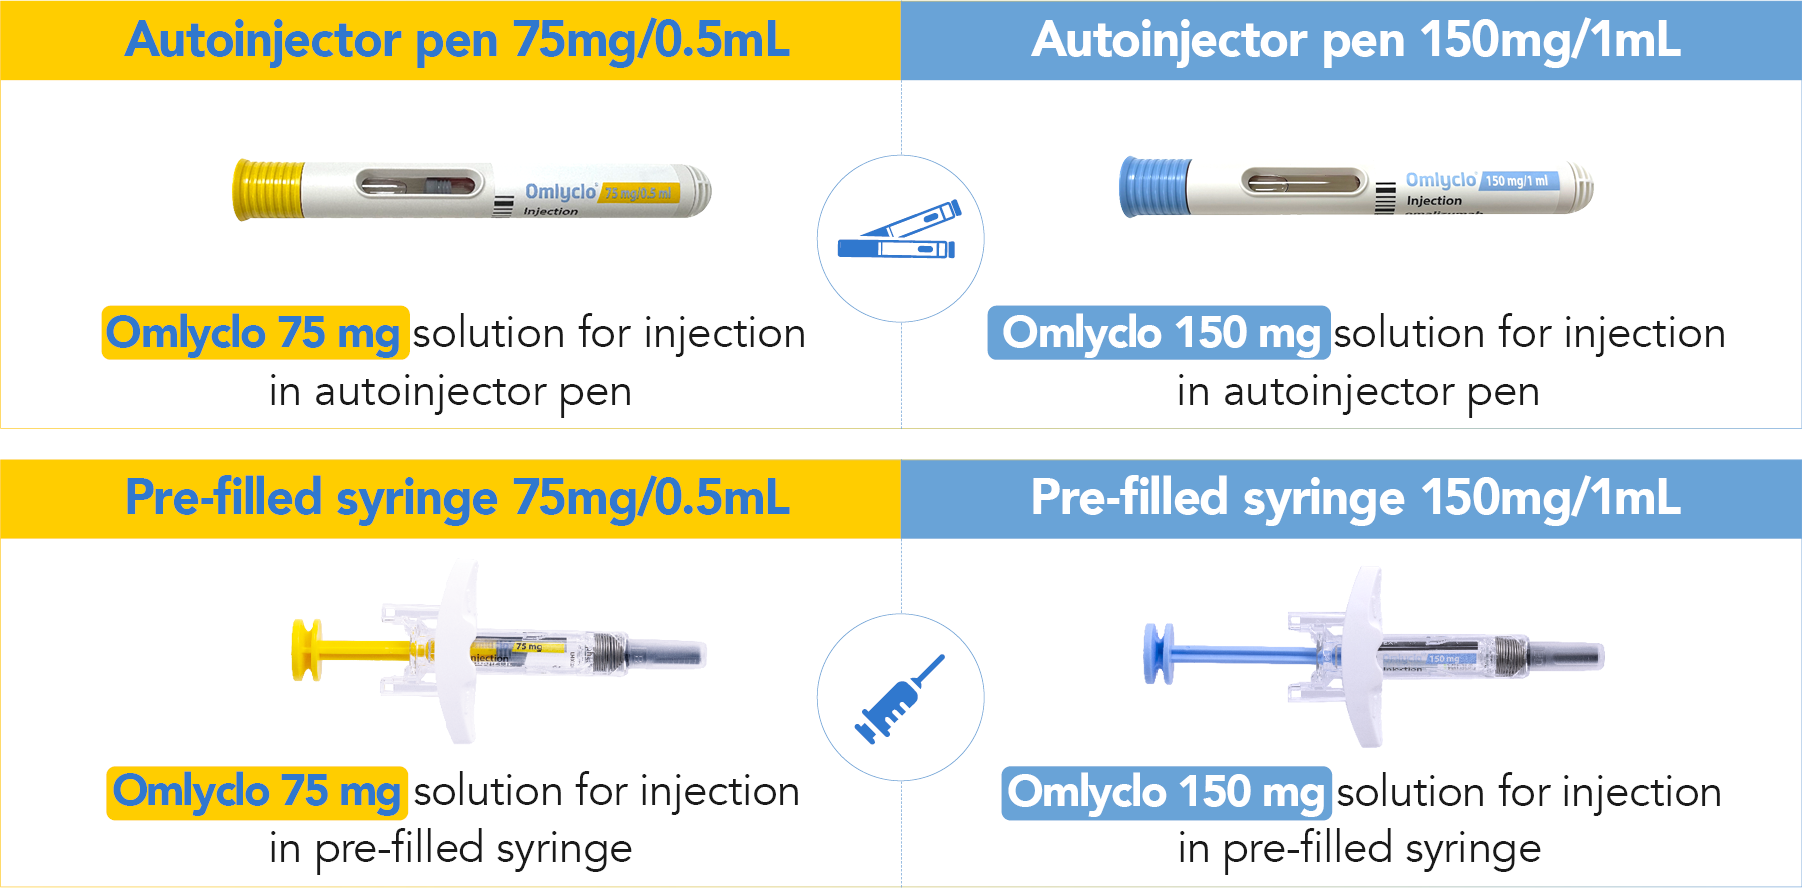 Autoinjector pen 75mg/0.5mL
Autoinjector pen 150mg/1mL
Omlyclo® 75 mg/0.5 ml
Injection
Omlyclo® 150 mg/1 ml
Injection
omalizumab
Omlyclo 75 mg solution for injection
in autoinjector pen
Omlyclo 150 mg solution for injection
in autoinjector pen
Pre-filled syringe 75mg/0.5mL
Pre-filled syringe 150mg/1mL
75 mg
injection
150 mg
Omlyclo 75 mg solution for injection
in pre-filled syringe
Omlyclo 150 mg solution for injection
in pre-filled syringe